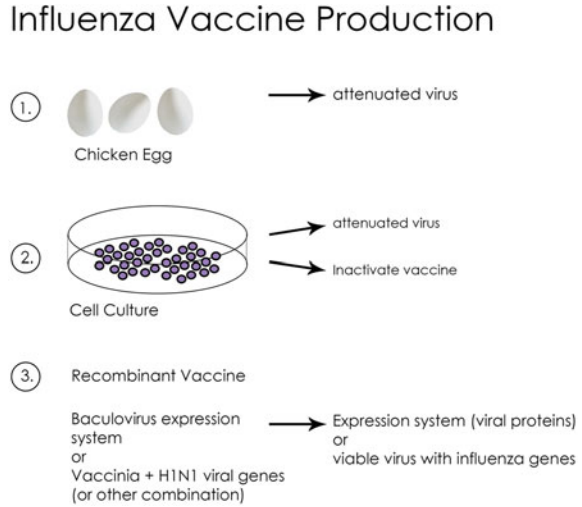 Influenza Vaccine Production
1.
attenuated virus
Chicken Egg
2.
attenuated virus
Inactivate vaccine
Cell Culture
3.
Recombinant Vaccine
Baculovirus expression
system
or
Vaccinia + H1N1 viral genes
(or other combination)
Expression system (viral proteins)
or
viable virus with influenza genes